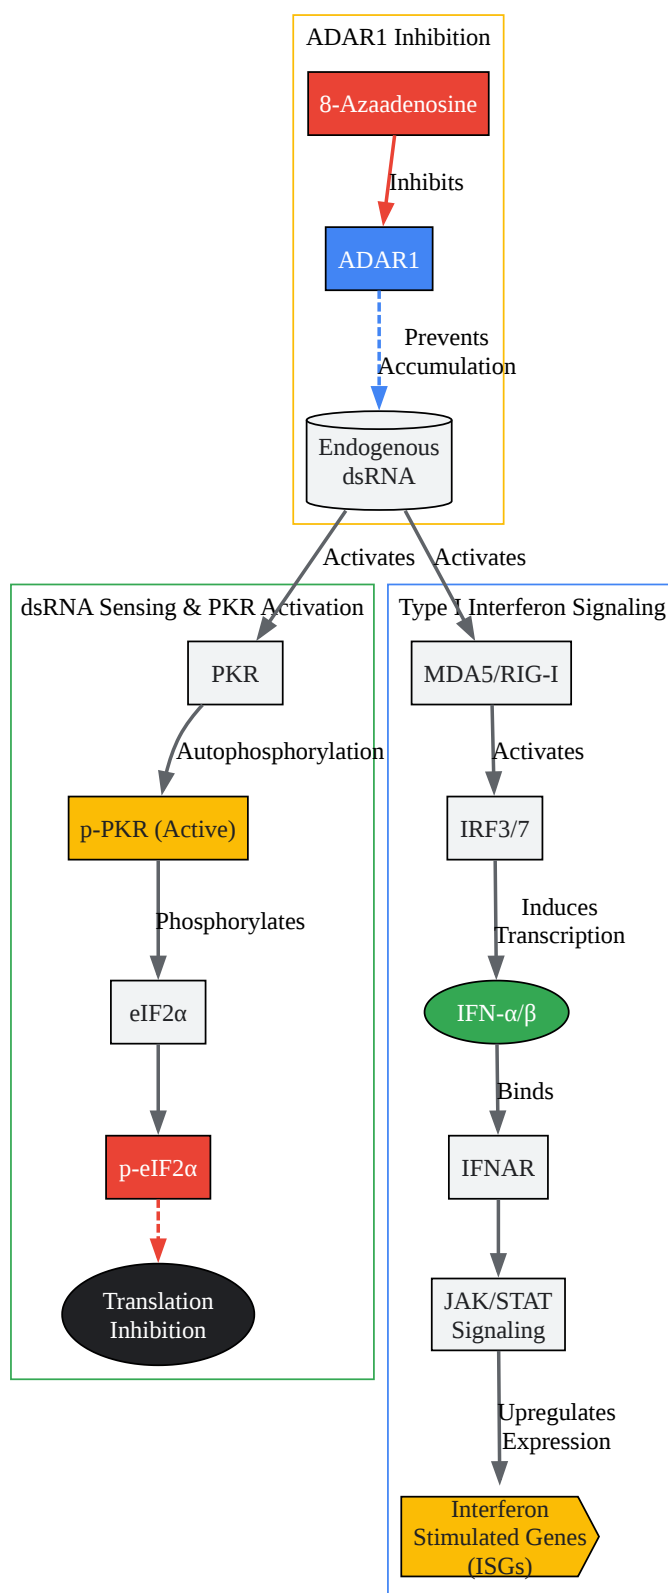 ADAR1 Inhibition
8-Azaadenosine
Inhibits
ADAR1
Prevents
Accumulation
Endogenous
dsRNA
Activates
Activates
dsRNA Sensing & PKR Activation
PKR
Autophosphorylation
p-PKR (Active)
Phosphorylates
eIF2α
p-eIF2α
Translation
Inhibition
Type I Interferon Signaling
MDA5/RIG-I
Activates
IRF3/7
Induces
Transcription
IFN-α/β
Binds
IFNAR
JAK/STAT
Signaling
Upregulates
Expression
Interferon
Stimulated Genes
(ISGs)